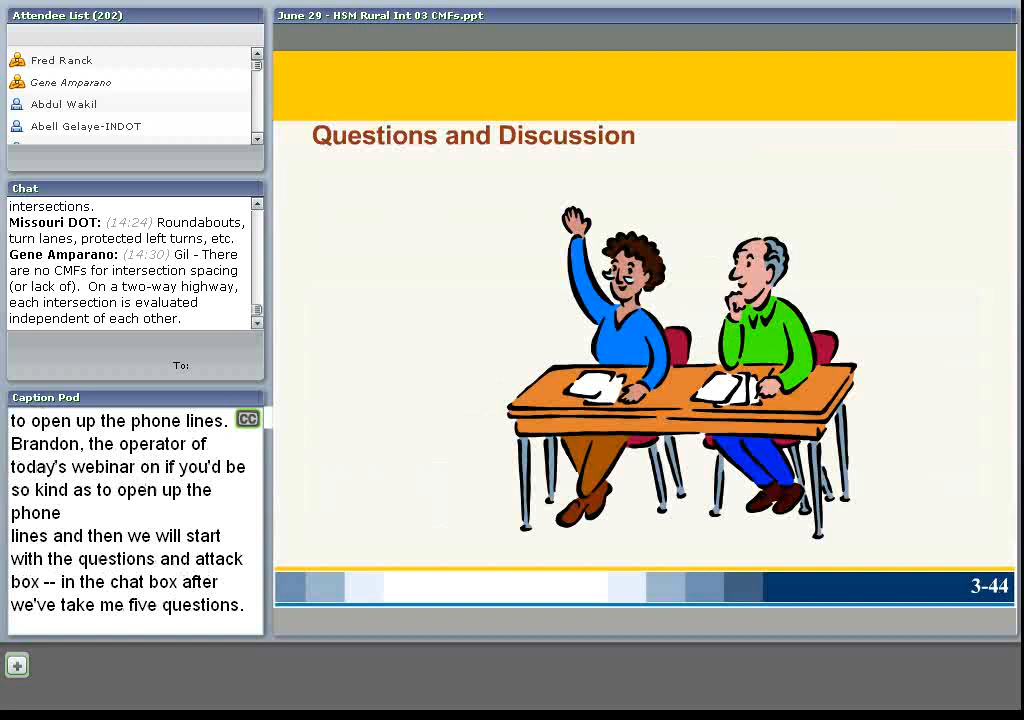 Attendee List (202)
Fred Ranck
Gene Amparano
Abdul Wakil
Abell Gelaye-INDOT
Chat
intersections.
Missouri DOT: (14:24) Roundabouts,
turn lanes, protected left turns, etc.
Gene Amparano: (14:30) Gil - There
are no CMFs for intersection spacing
(or lack of). On a two-way highway,
each intersection is evaluated
independent of each other.
To:
Caption Pod
to open up the phone lines.
CC
Brandon, the operator of
today's webinar on if you'd be
so kind as to open up the
phone
lines and then we will start
with the questions and attack
box -- in the chat box after
we've take me five questions.
June 29 - HSM Rural Int 03 CMFs.ppt
Questions and Discussion
3-44